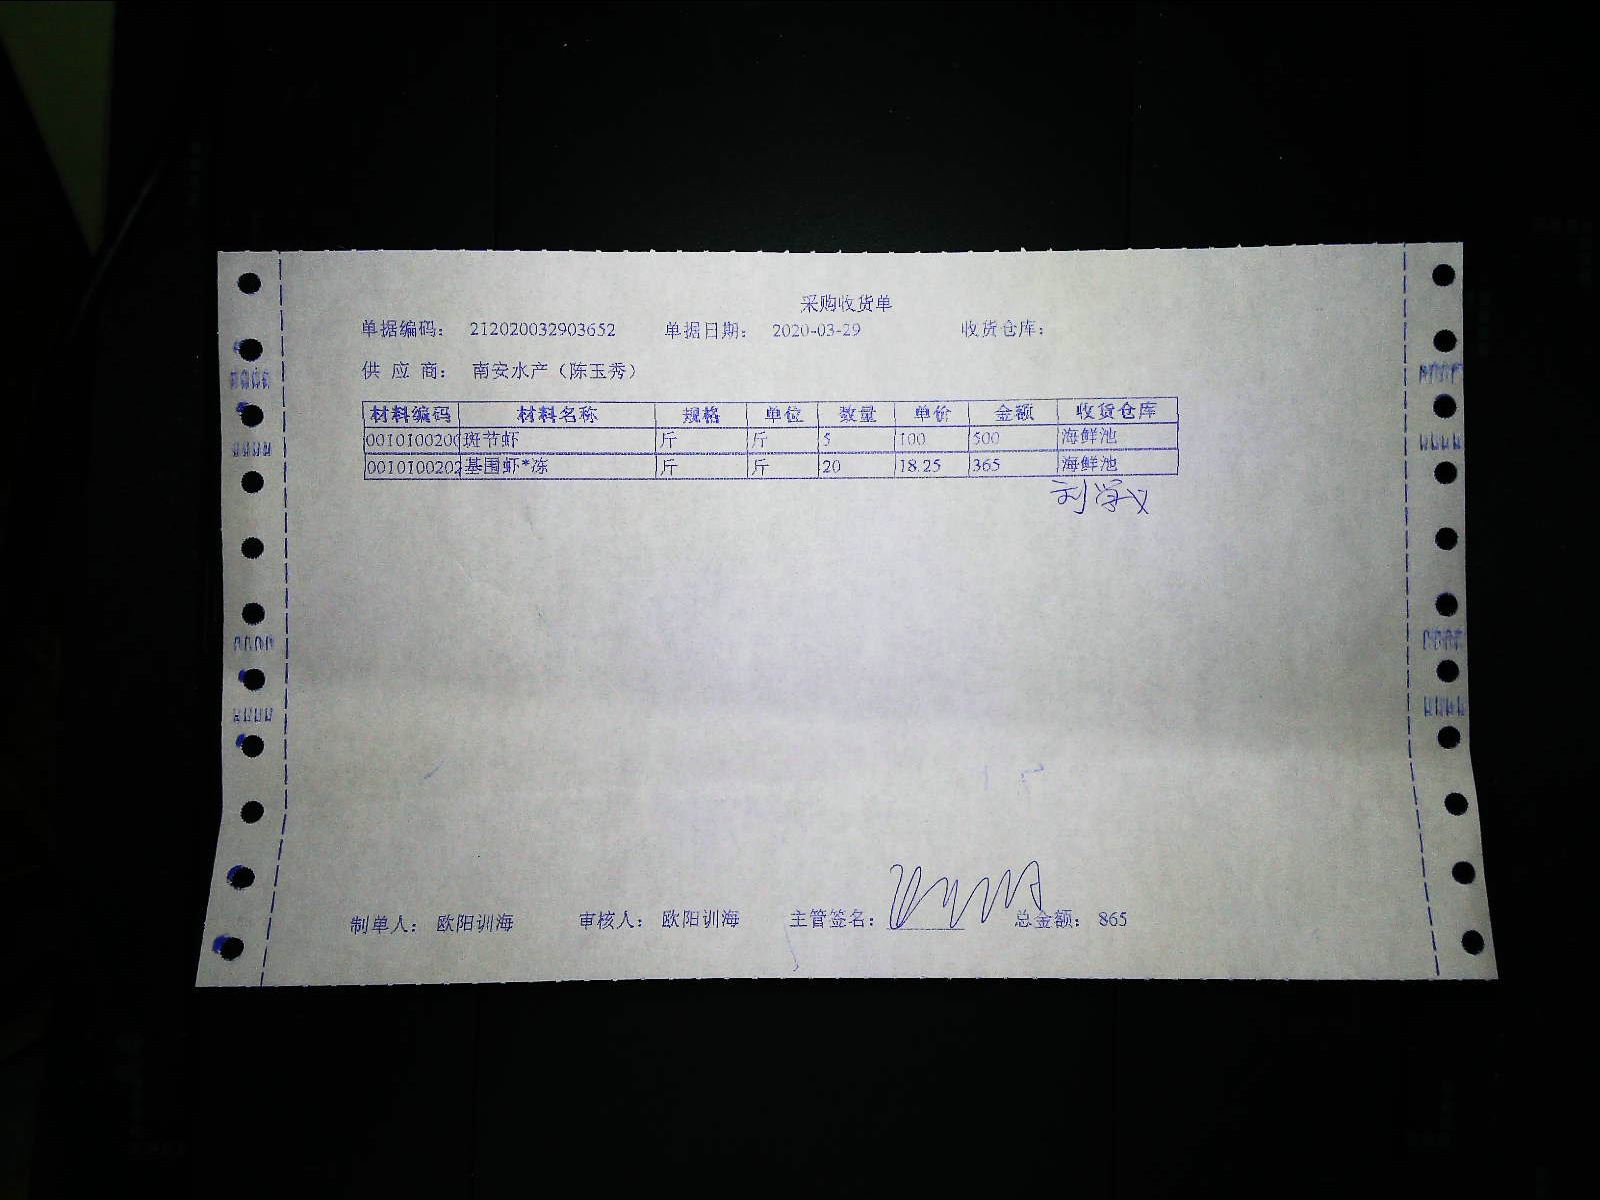 采购收货单
单据编码: 212020032903652 单据日期: 2020-03-29 收货仓库:
供 应 商: 南安水产（陈玉秀）
材料编码 材料名称 规格 单位 数量 单价 金额 收货仓库
0010100200 斑节虾 斤 斤 5 100 500 海鲜池
0010100202 基围虾*冻 斤 斤 20 18.25 365 海鲜池
制单人: 欧阳训海 审核人: 欧阳训海 主管签名: 总金额: 865